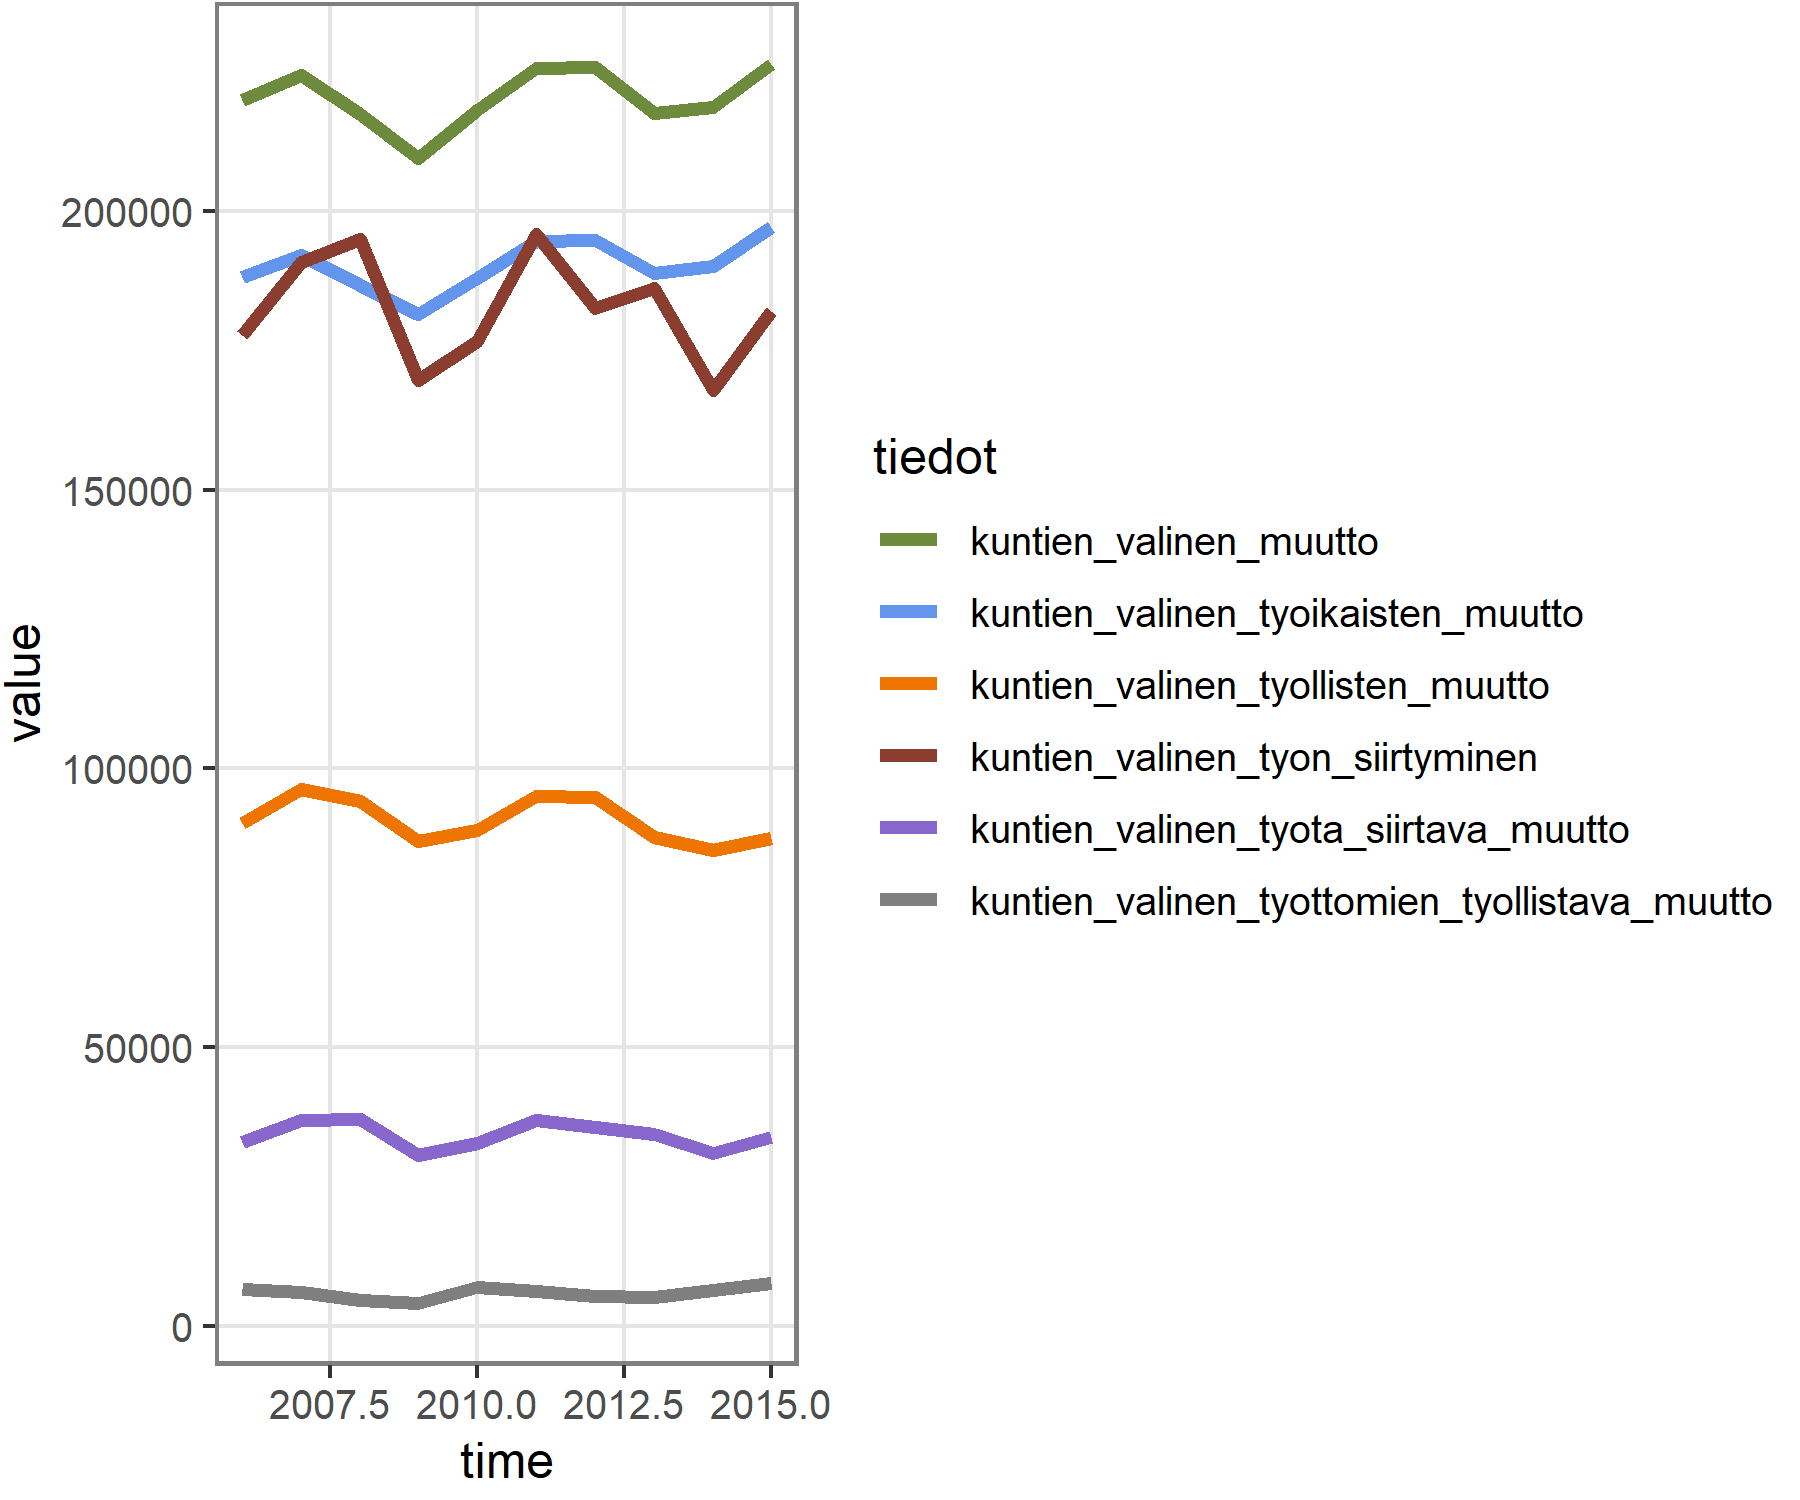 200000
150000
100000
50000
0
value
2007.5 2010.0 2012.5 2015.0
time
tiedot
kuntien_valinen_muutto
kuntien_valinen_tyoikaisten_muutto
kuntien_valinen_tyollisten_muutto
kuntien_valinen_tyon_siirtyminen
kuntien_valinen_tyota_siirtava_muutto
kuntien_valinen_tyottomien_tyollistava_muutto